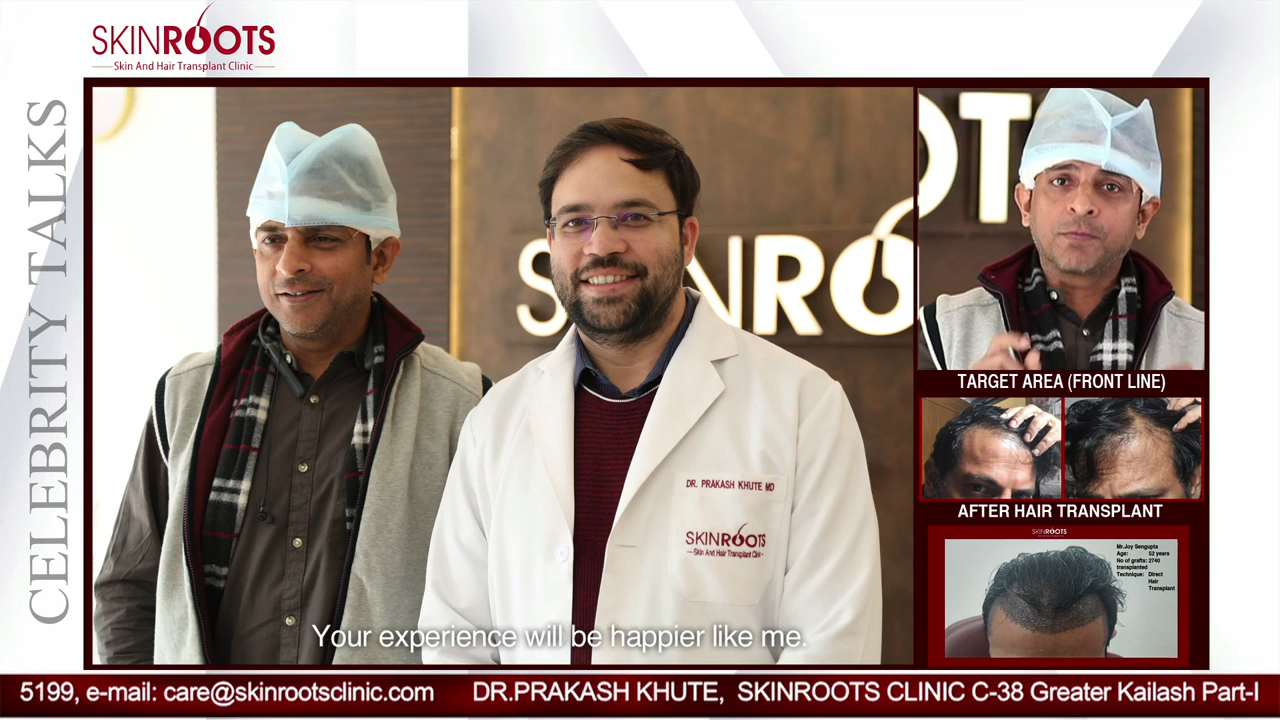 SKINROOTS
Skin And Hair Transplant Clinic
CELEBRITY TALKS
DR. PRAKASH KHUTE MD
SKINROOTS
Skin And Hair Transplant Clini
Your experience will be happier like me.
TARGET AREA (FRONT LINE)
AFTER HAIR TRANSPLANT
SKINROOTS
Mr.Joy Sengupta
Age: 52 years
No of grafts: 2740
transplanted
Technique: Direct
Hair
Transplant
5199, e-mail: care@skinrootsclinic.com DR.PRAKASH KHUTE, SKINROOTS CLINIC C-38 Greater Kailash Part-I